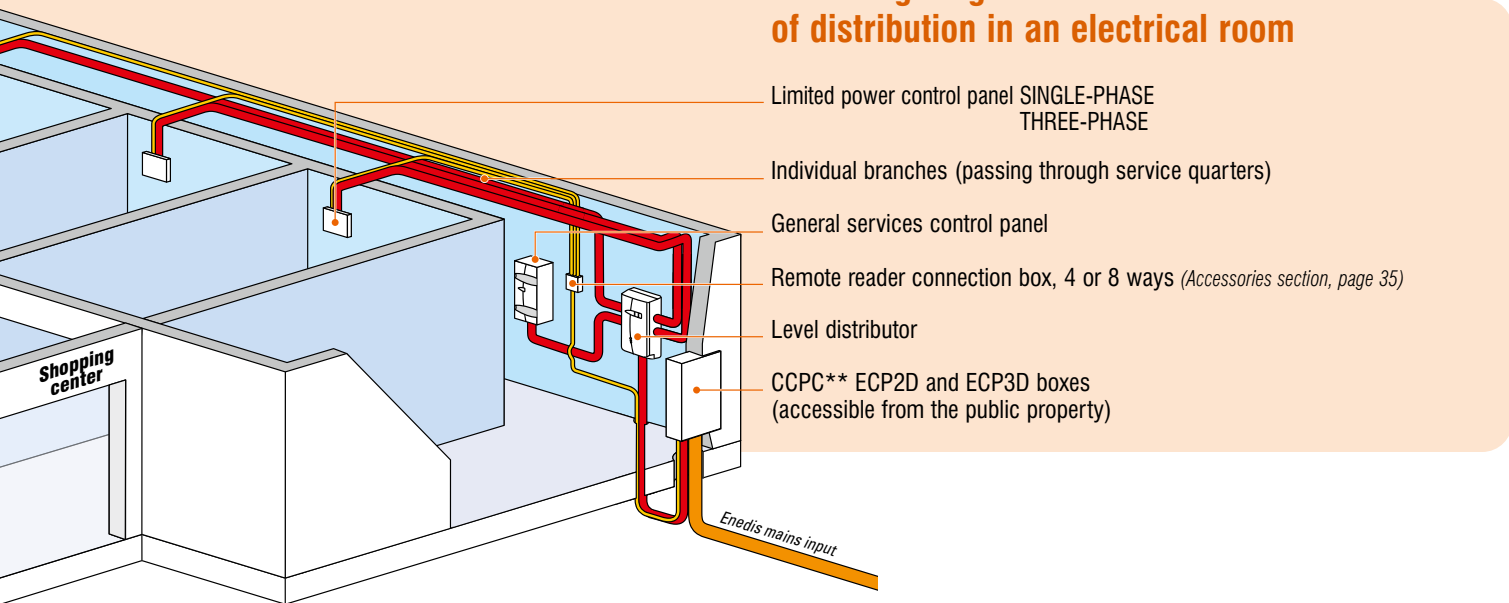 of distribution in an electrical room
Limited power control panel SINGLE-PHASE
THREE-PHASE
Individual branches (passing through service quarters)
General services control panel
Remote reader connection box, 4 or 8 ways (Accessories section, page 35)
Level distributor
CCPC** ECP2D and ECP3D boxes
(accessible from the public property)
Shopping
center
Enedis mains input